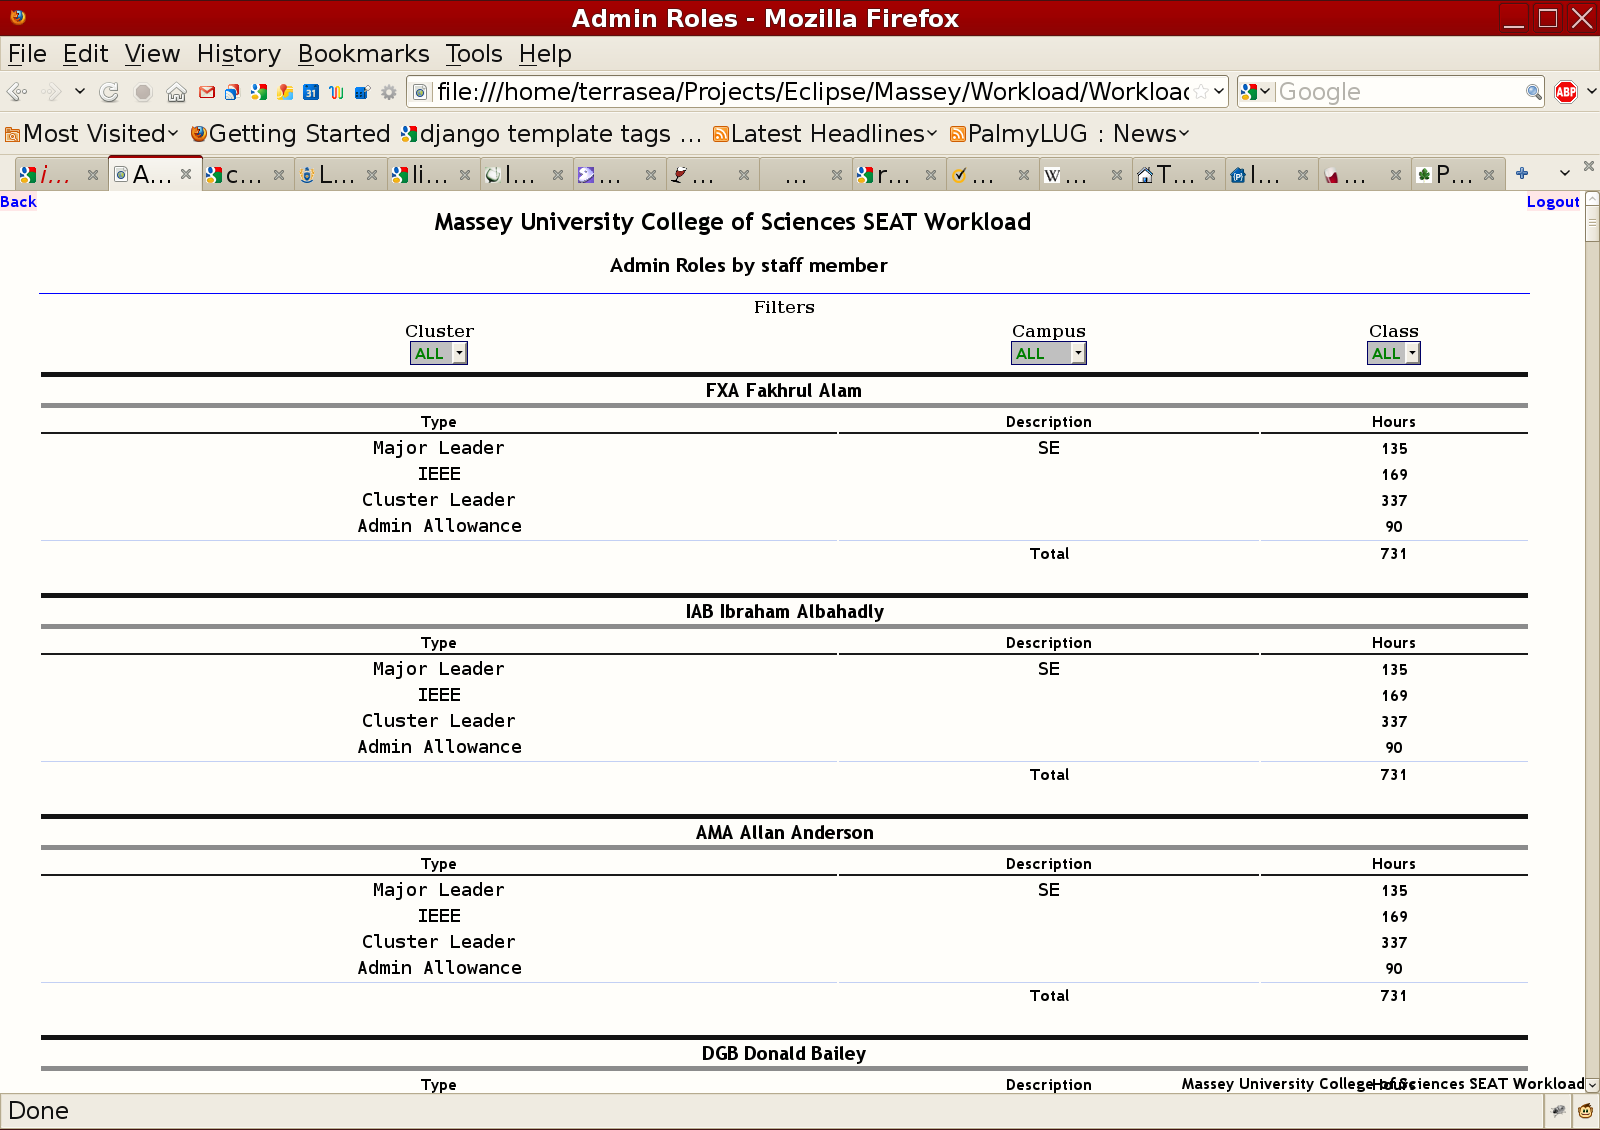 Admin Roles - Mozilla Firefox
File Edit View History Bookmarks Tools Help
file:///home/terrasea/Projects/Eclipse/Massey/Workload/Workload Google ABP
Most Visited Getting Started django template tags ... Latest Headlines PalmyLUG : News
i... A... c... L... li... I... ... ... ... r... ... W ... T... I... ... P...
Back Logout
Massey University College of Sciences SEAT Workload
Admin Roles by staff member
Filters
Cluster Campus Class
ALL ALL ALL
FXA Fakhrul Alam
Type Description Hours
Major Leader SE 135
IEEE 169
Cluster Leader 337
Admin Allowance 90
Total 731
IAB Ibraham Albahadly
Type Description Hours
Major Leader SE 135
IEEE 169
Cluster Leader 337
Admin Allowance 90
Total 731
AMA Allan Anderson
Type Description Hours
Major Leader SE 135
IEEE 169
Cluster Leader 337
Admin Allowance 90
Total 731
DGB Donald Bailey
Type Description Hours
Massey University College of Sciences SEAT Workload
Done